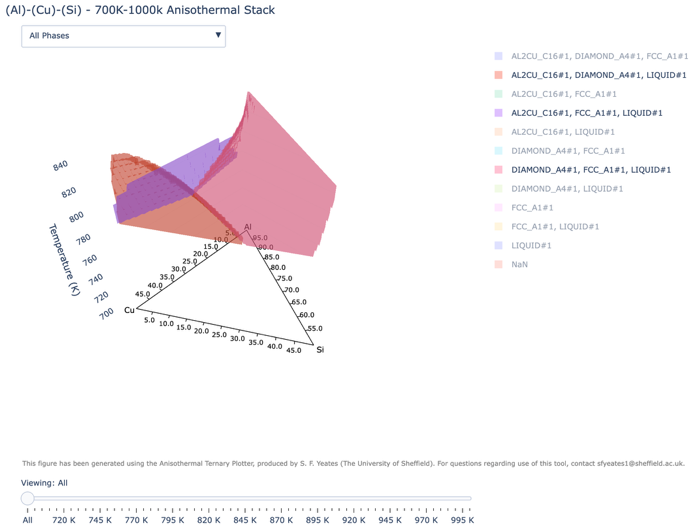 (Al)-(Cu)-(Si) - 700K-1000k Anisothermal Stack
All Phases
AL2CU_C16#1, DIAMOND_A4#1, FCC_A1#1
AL2CU_C16#1, DIAMOND_A4#1, LIQUID#1
AL2CU_C16#1, FCC_A1#1
AL2CU_C16#1, FCC_A1#1, LIQUID#1
AL2CU_C16#1, LIQUID#1
DIAMOND_A4#1, FCC_A1#1
DIAMOND_A4#1, FCC_A1#1, LIQUID#1
DIAMOND_A4#1, LIQUID#1
FCC_A1#1
FCC_A1#1, LIQUID#1
LIQUID#1
NaN
840
820
800
780
760
740
720
700
Temperature (K)
Al
10.0
15.0
20.0
25.0
30.0
35.0
40.0
45.0
95.0
90.0
85.0
80.0
75.0
70.0
65.0
60.0
55.0
Cu
5.0
10.0
15.0
20.0
25.0
30.0
35.0
40.0
45.0
Si
This figure has been generated using the Anisothermal Ternary Plotter, produced by S. F. Yeates (The University of Sheffield). For questions regarding use of this tool, contact sfyeates1@sheffield.ac.uk.
Viewing: All
All 720 K 745 K 770 K 795 K 820 K 845 K 870 K 895 K 920 K 945 K 970 K 995 K